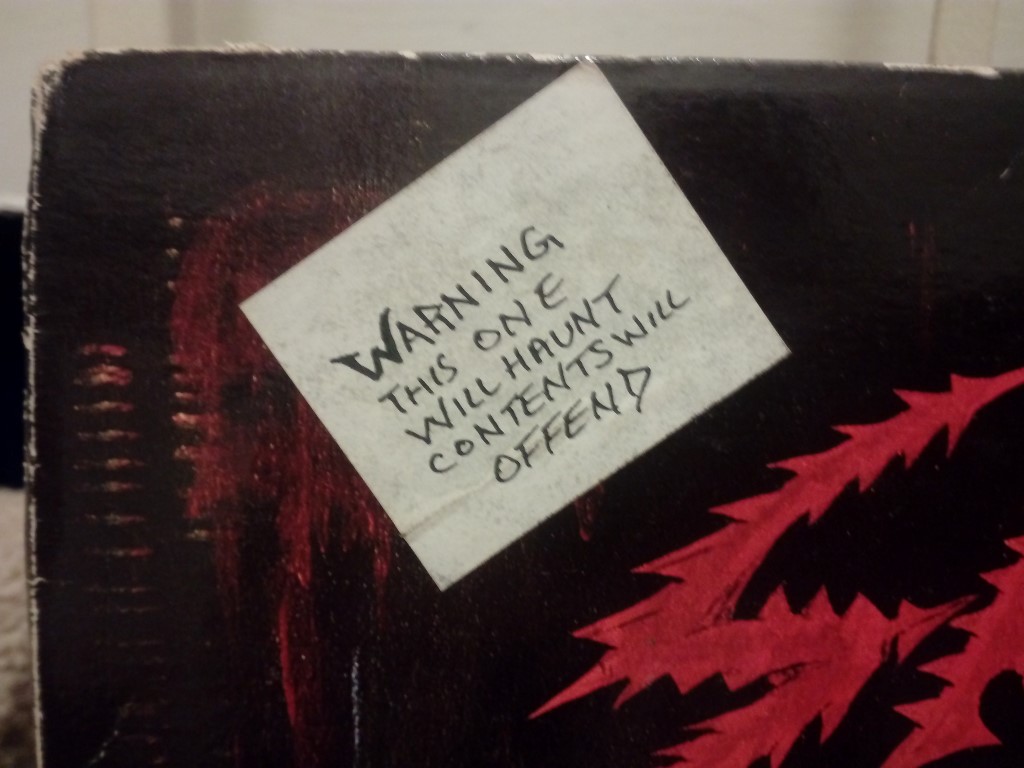 WARNING
THIS ONE
WILL HAUNT
CONTENTS WILL
OFFEND